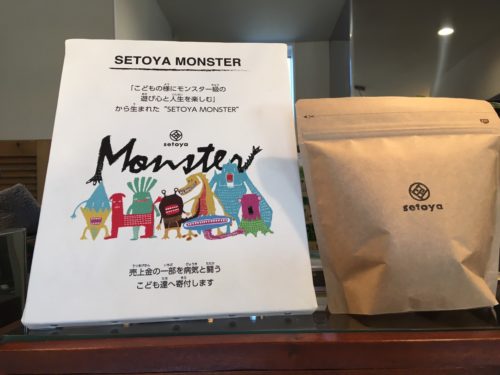 SETOYA MONSTER
「こどもの様にモンスター級の
遊び心と人生を楽しむ」
から生まれた “SETOYA MONSTER”
setoya
Monster
売上金の一部を病気と闘う
こども達へ寄付します
setoya